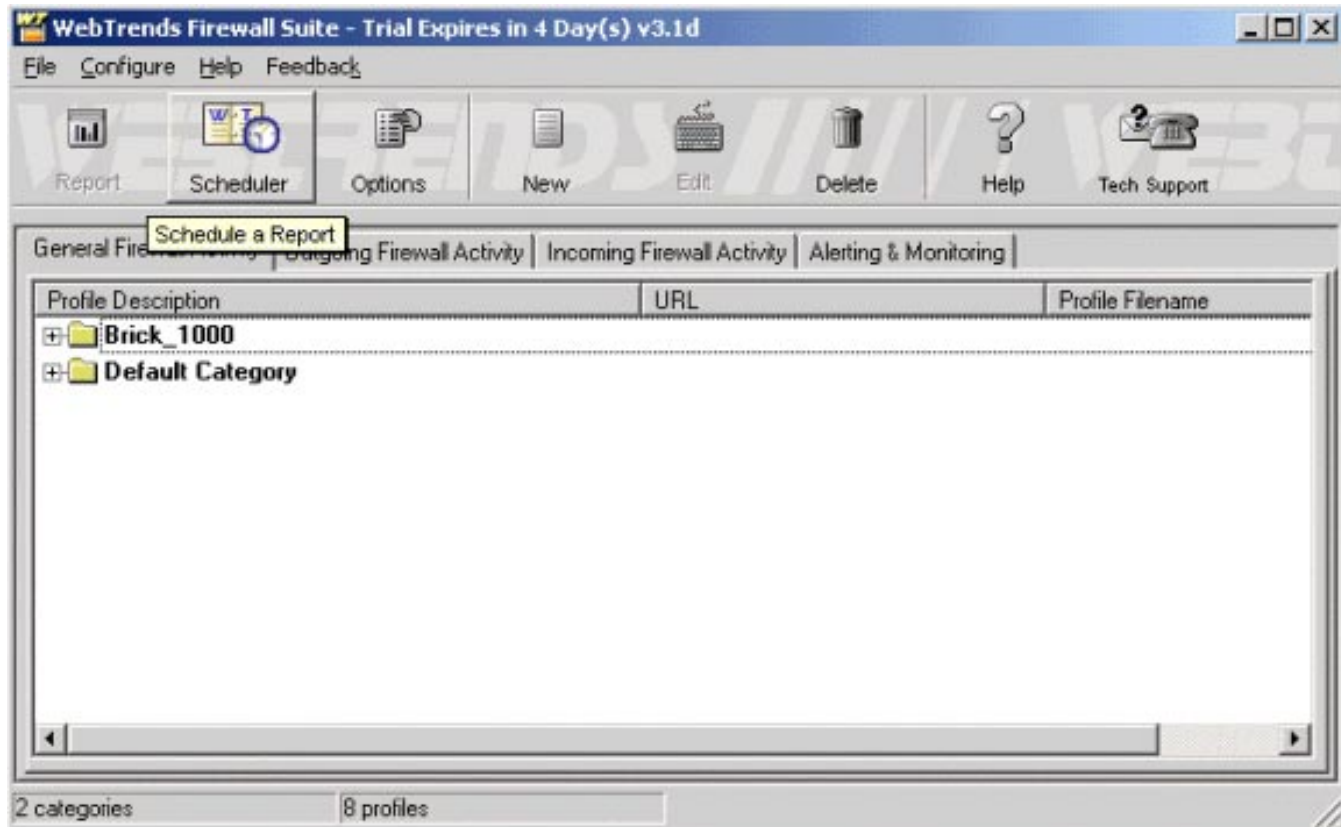 WebTrends Firewall Suite - Trial Expires in 4 Day(s) v3.1d
File Configure Help Feedback
Report Scheduler Options New Edit Delete Help Tech Support
Schedule a Report
General Outgoing Firewall Activity Incoming Firewall Activity Alerting & Monitoring
Profile Description URL Profile Filename
Brick_1000
Default Category
2 categories 8 profiles